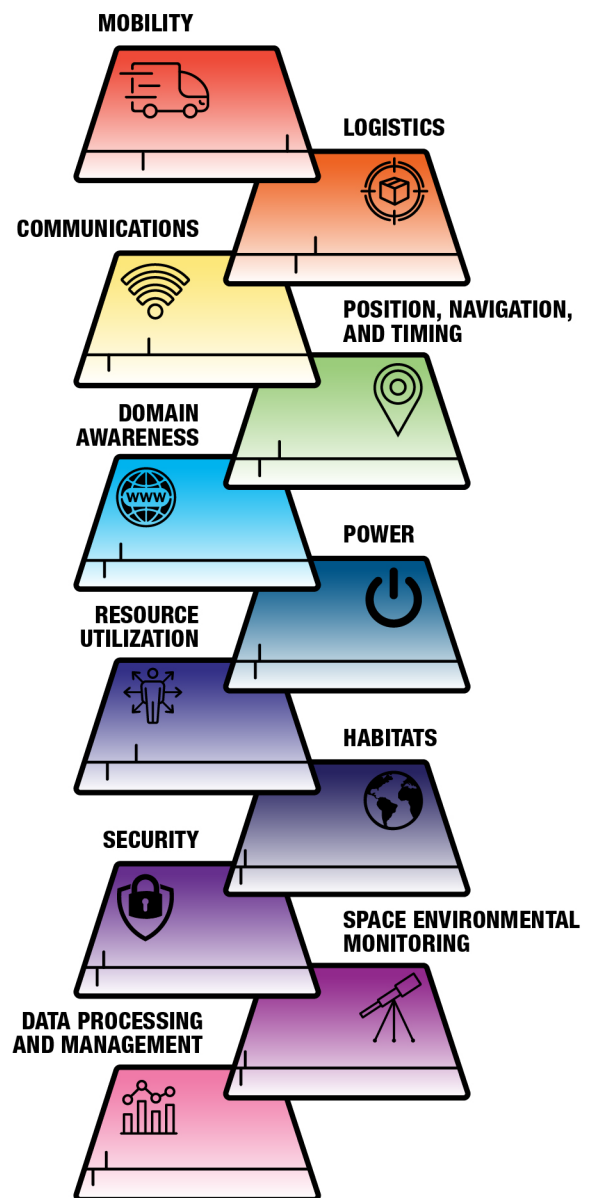 MOBILITY
LOGISTICS
COMMUNICATIONS
POSITION, NAVIGATION,
AND TIMING
DOMAIN
AWARENESS
WWW
POWER
RESOURCE
UTILIZATION
HABITATS
SECURITY
SPACE ENVIRONMENTAL
MONITORING
DATA PROCESSING
AND MANAGEMENT